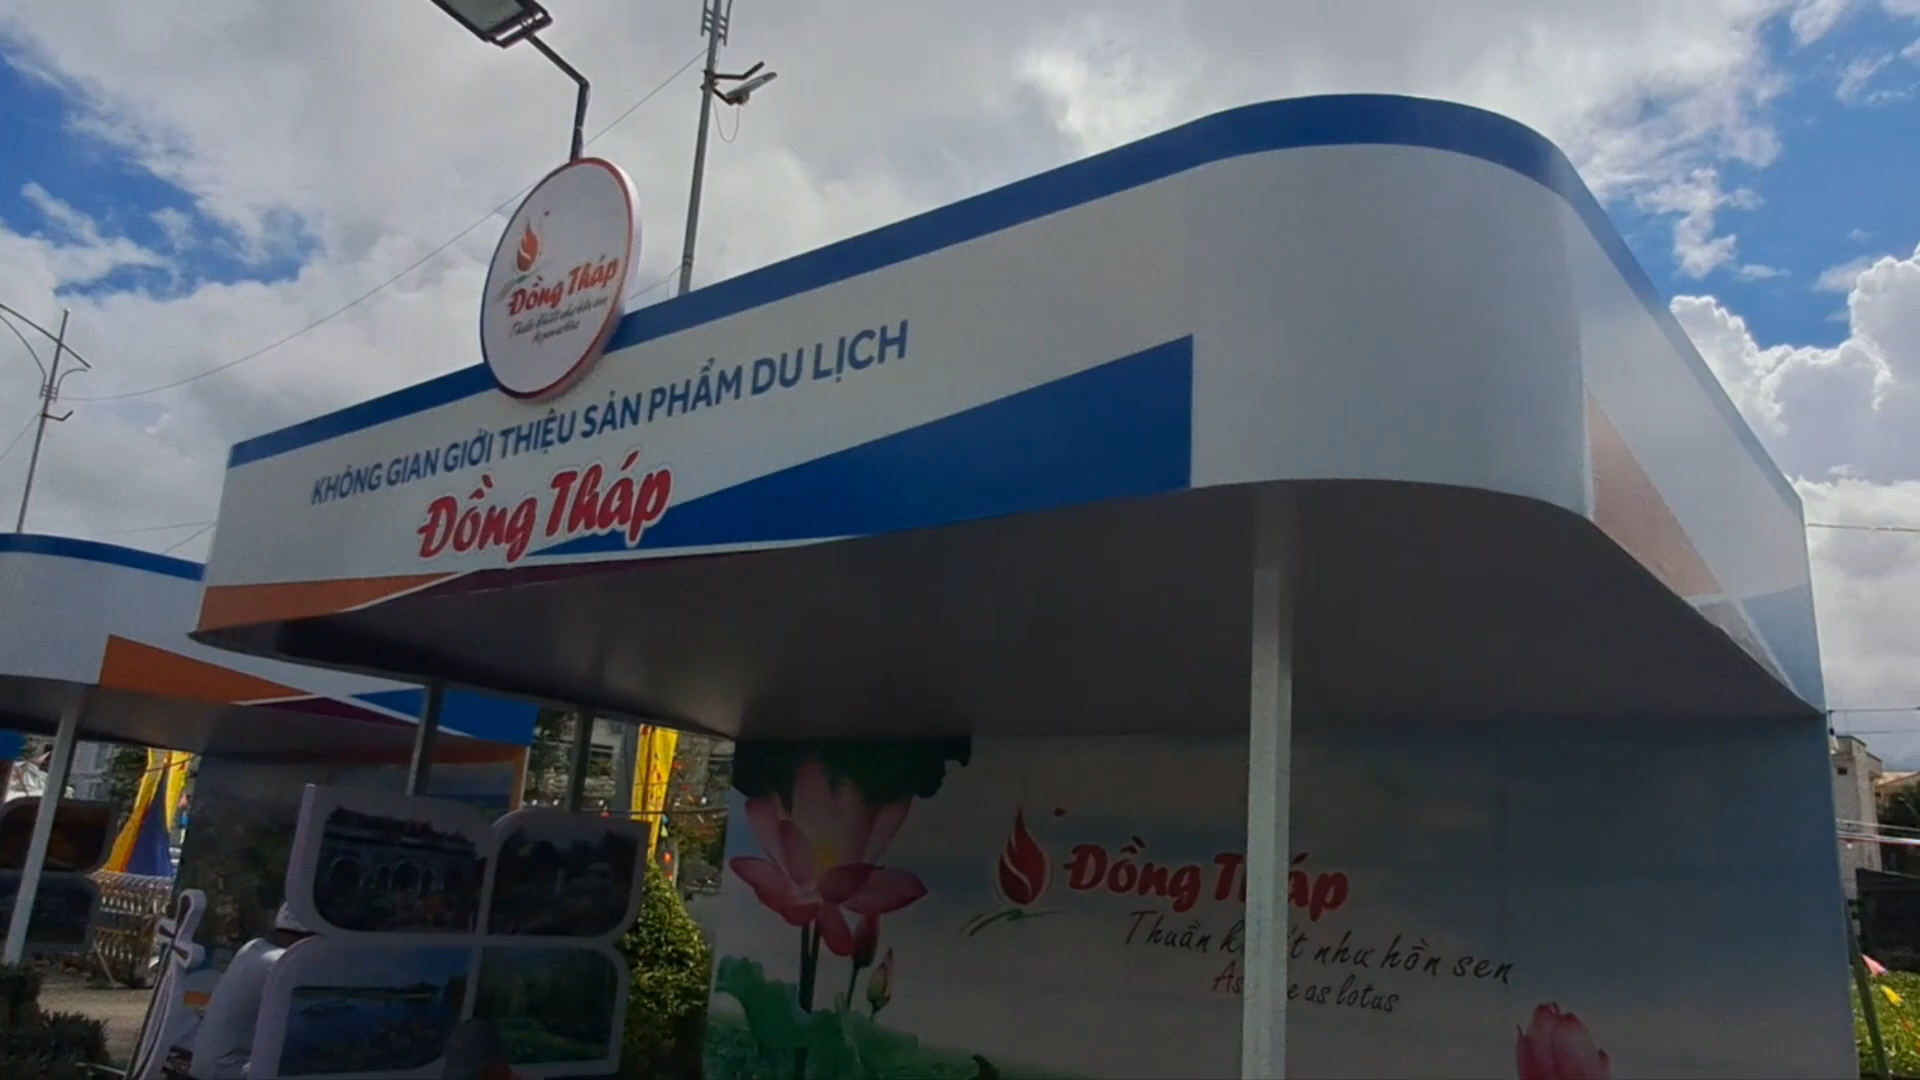 Đồng Tháp
KHÔNG GIAN GIỚI THIỆU SẢN PHẨM DU LỊCH
Đồng Tháp
Đồng Tháp
Thuần khiết như hồn sen
as lotus